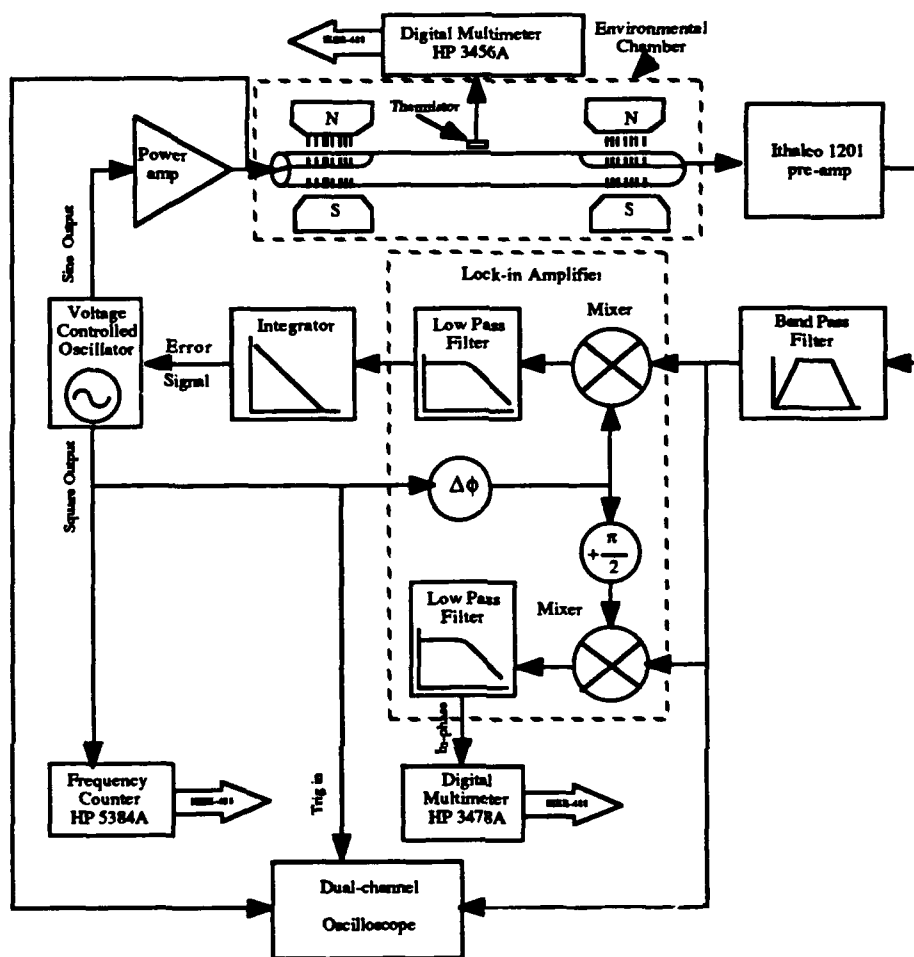 Digital Multimeter
HP 3456A
Environmental
Chamber
Thermistor
N
N
S
S
Power
amp
Ithaco 1201
pre-amp
Sine Output
Lock-in Amplifier
Voltage
Controlled
Oscillator
Error
Signal
Integrator
Low Pass
Filter
Mixer
Band Pass
Filter
Square Output
Δϕ
+ π/2
Low Pass
Filter
Mixer
In-phase
Frequency
Counter
HP 5384A
Trig in
Digital
Multimeter
HP 3478A
Dual-channel
Oscilloscope